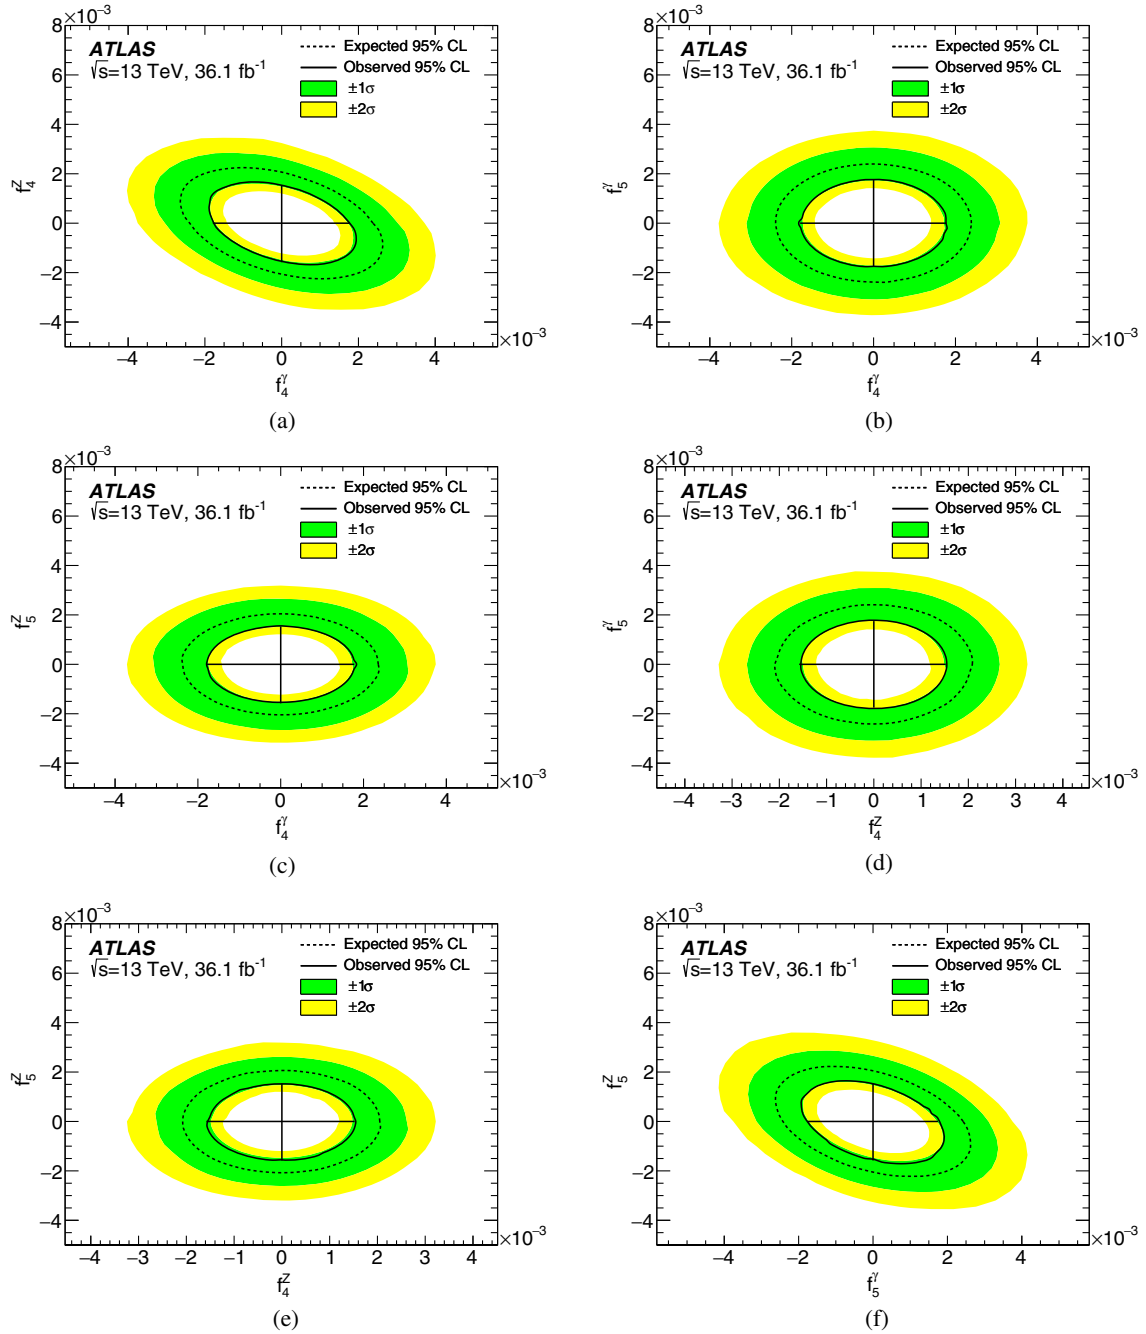 8 ×10⁻³
ATLAS
√s=13 TeV, 36.1 fb⁻¹
Expected 95% CL
Observed 95% CL
±1σ
±2σ
6
4
2
0
−2
−4
f₄ᶻ
−4 −2 0 2 4 ×10⁻³
f₄ᵞ
(a)
8 ×10⁻³
ATLAS
√s=13 TeV, 36.1 fb⁻¹
Expected 95% CL
Observed 95% CL
±1σ
±2σ
6
4
2
0
−2
−4
f₅ᵞ
−4 −2 0 2 4 ×10⁻³
f₄ᵞ
(b)
8 ×10⁻³
ATLAS
√s=13 TeV, 36.1 fb⁻¹
Expected 95% CL
Observed 95% CL
±1σ
±2σ
6
4
2
0
−2
−4
f₅ᶻ
−4 −2 0 2 4 ×10⁻³
f₄ᵞ
(c)
8 ×10⁻³
ATLAS
√s=13 TeV, 36.1 fb⁻¹
Expected 95% CL
Observed 95% CL
±1σ
±2σ
6
4
2
0
−2
−4
f₅ᵞ
−4 −3 −2 −1 0 1 2 3 4 ×10⁻³
f₄ᶻ
(d)
8 ×10⁻³
ATLAS
√s=13 TeV, 36.1 fb⁻¹
Expected 95% CL
Observed 95% CL
±1σ
±2σ
6
4
2
0
−2
−4
f₅ᶻ
−4 −3 −2 −1 0 1 2 3 4 ×10⁻³
f₄ᶻ
(e)
8 ×10⁻³
ATLAS
√s=13 TeV, 36.1 fb⁻¹
Expected 95% CL
Observed 95% CL
±1σ
±2σ
6
4
2
0
−2
−4
f₅ᶻ
−4 −2 0 2 4 ×10⁻³
f₅ᵞ
(f)